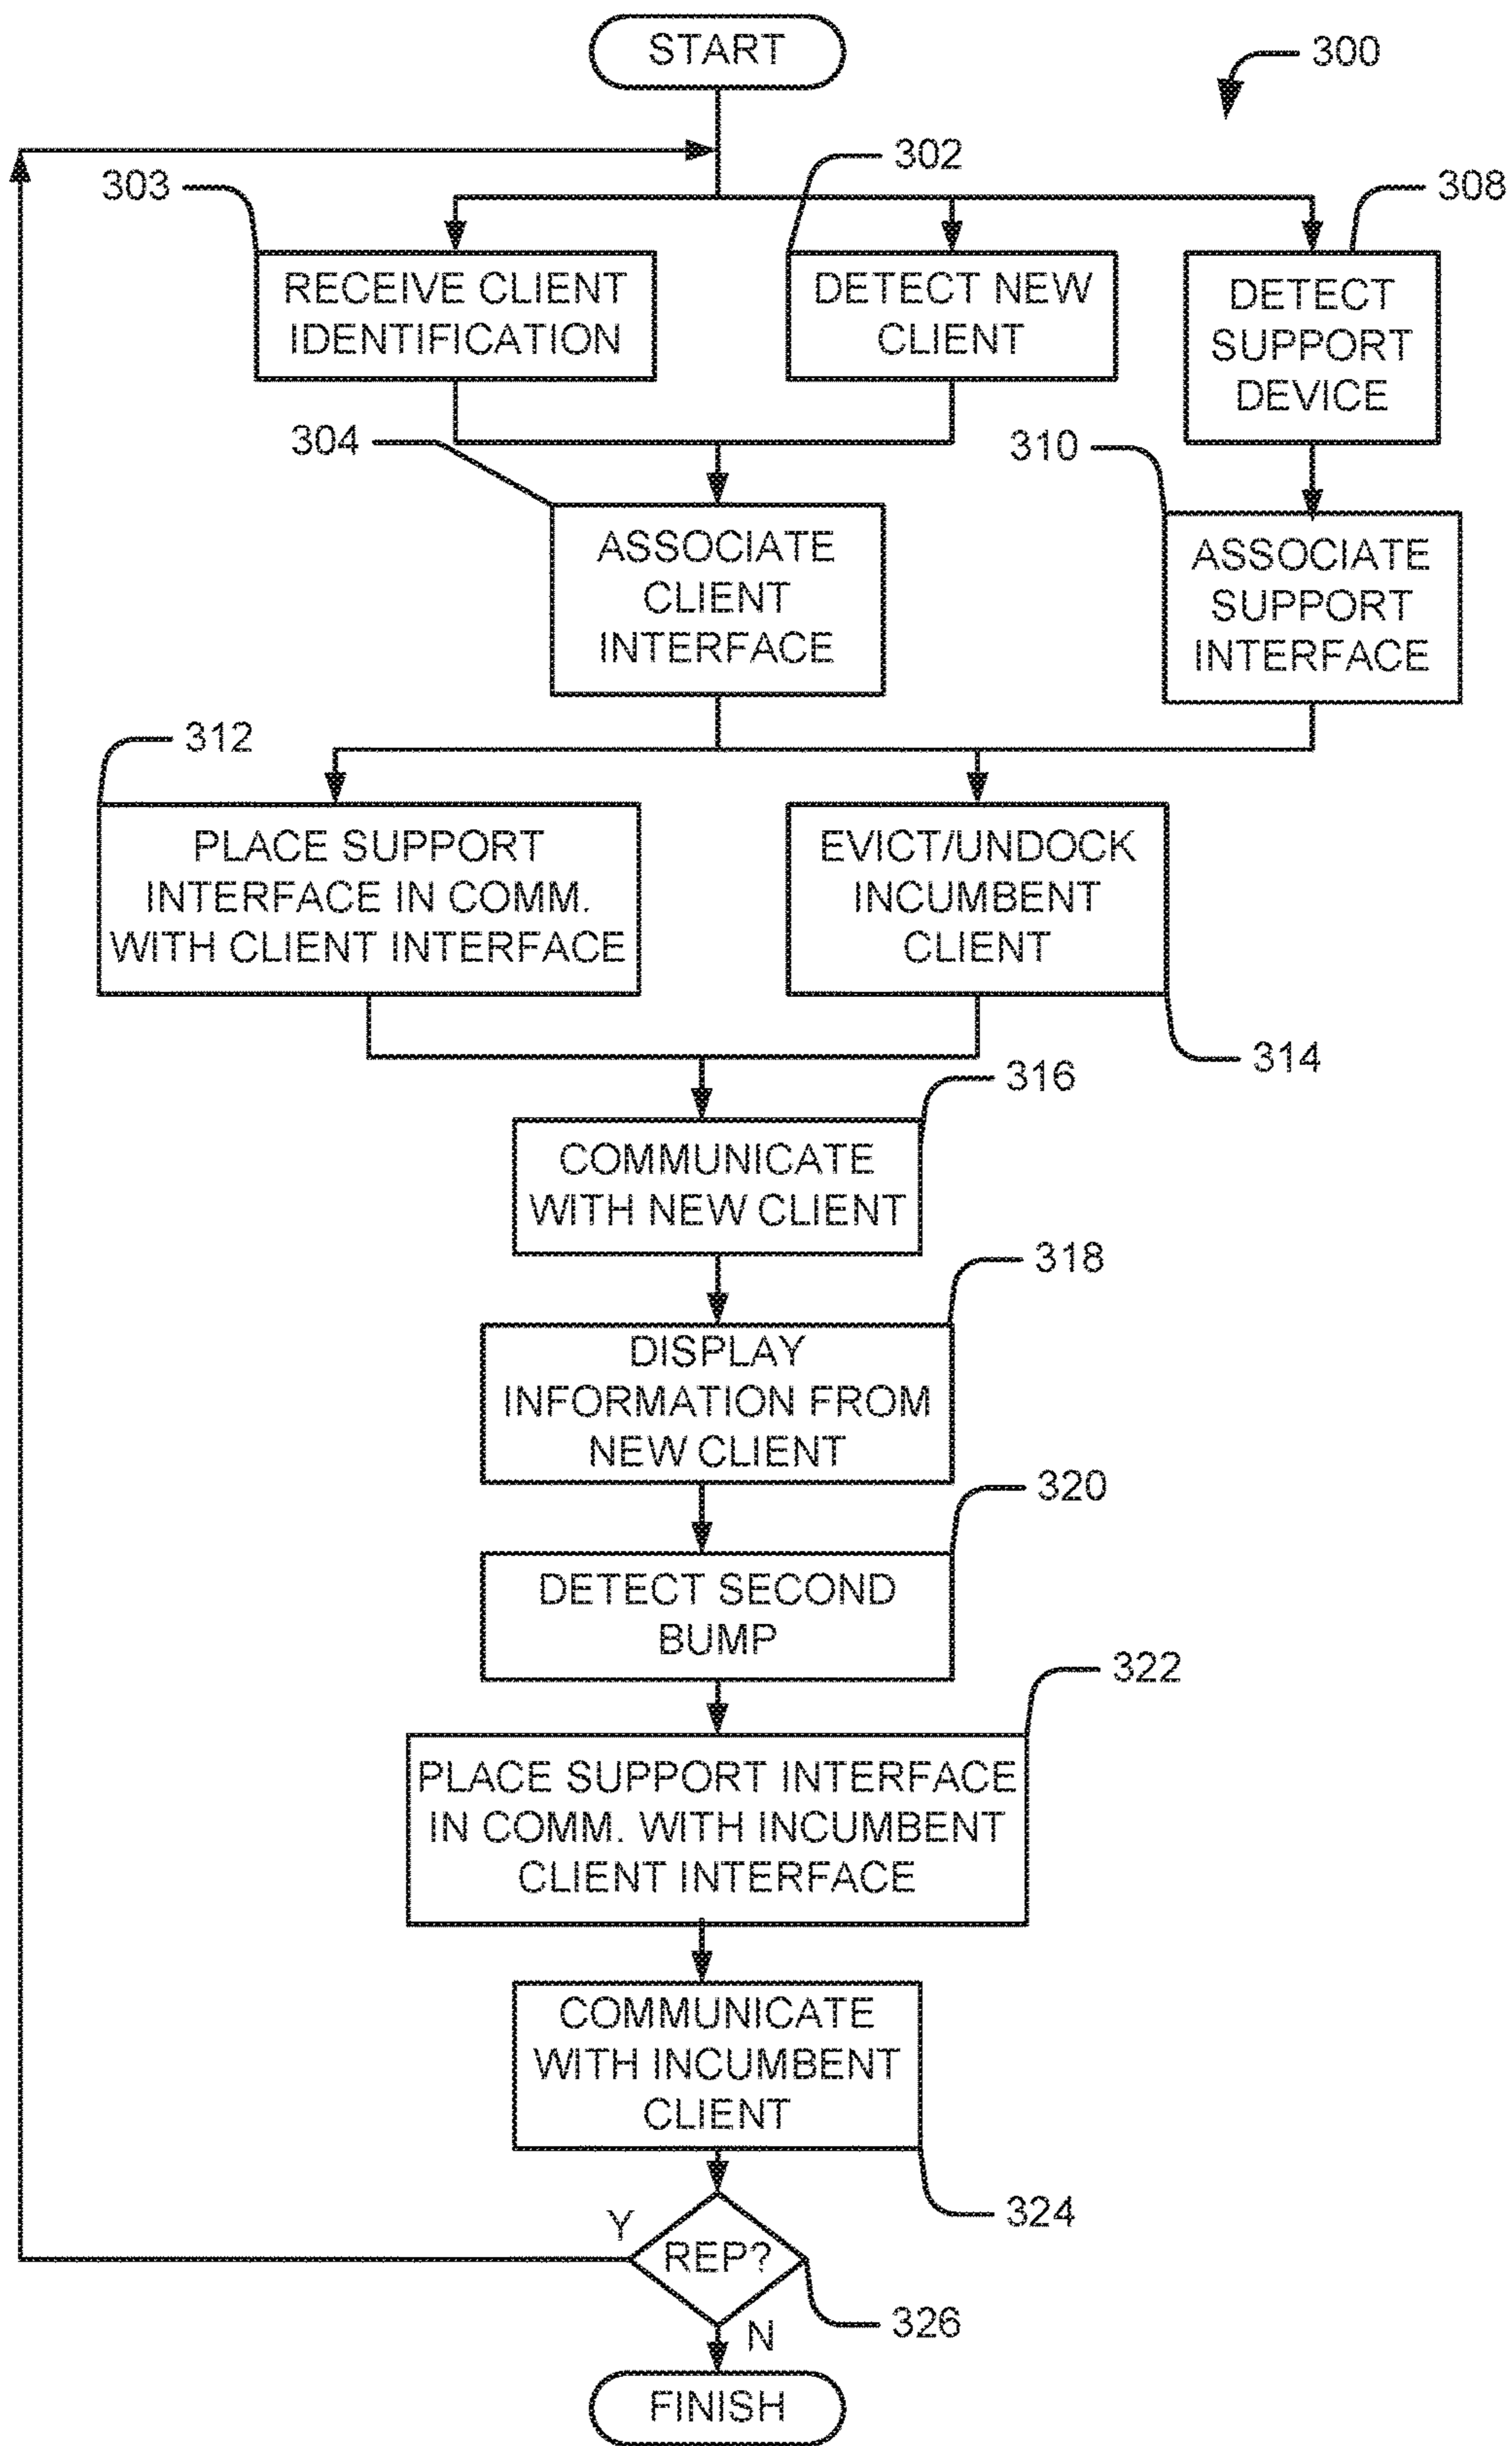 START
300
303
302
308
RECEIVE CLIENT
IDENTIFICATION
DETECT NEW
CLIENT
DETECT
SUPPORT
DEVICE
304
310
ASSOCIATE
CLIENT
INTERFACE
ASSOCIATE
SUPPORT
INTERFACE
312
PLACE SUPPORT
INTERFACE IN COMM.
WITH CLIENT INTERFACE
EVICT/UNDOCK
INCUMBENT
CLIENT
314
316
COMMUNICATE
WITH NEW CLIENT
318
DISPLAY
INFORMATION FROM
NEW CLIENT
320
DETECT SECOND
BUMP
322
PLACE SUPPORT INTERFACE
IN COMM. WITH INCUMBENT
CLIENT INTERFACE
COMMUNICATE
WITH INCUMBENT
CLIENT
324
Y
REP?
326
N
FINISH